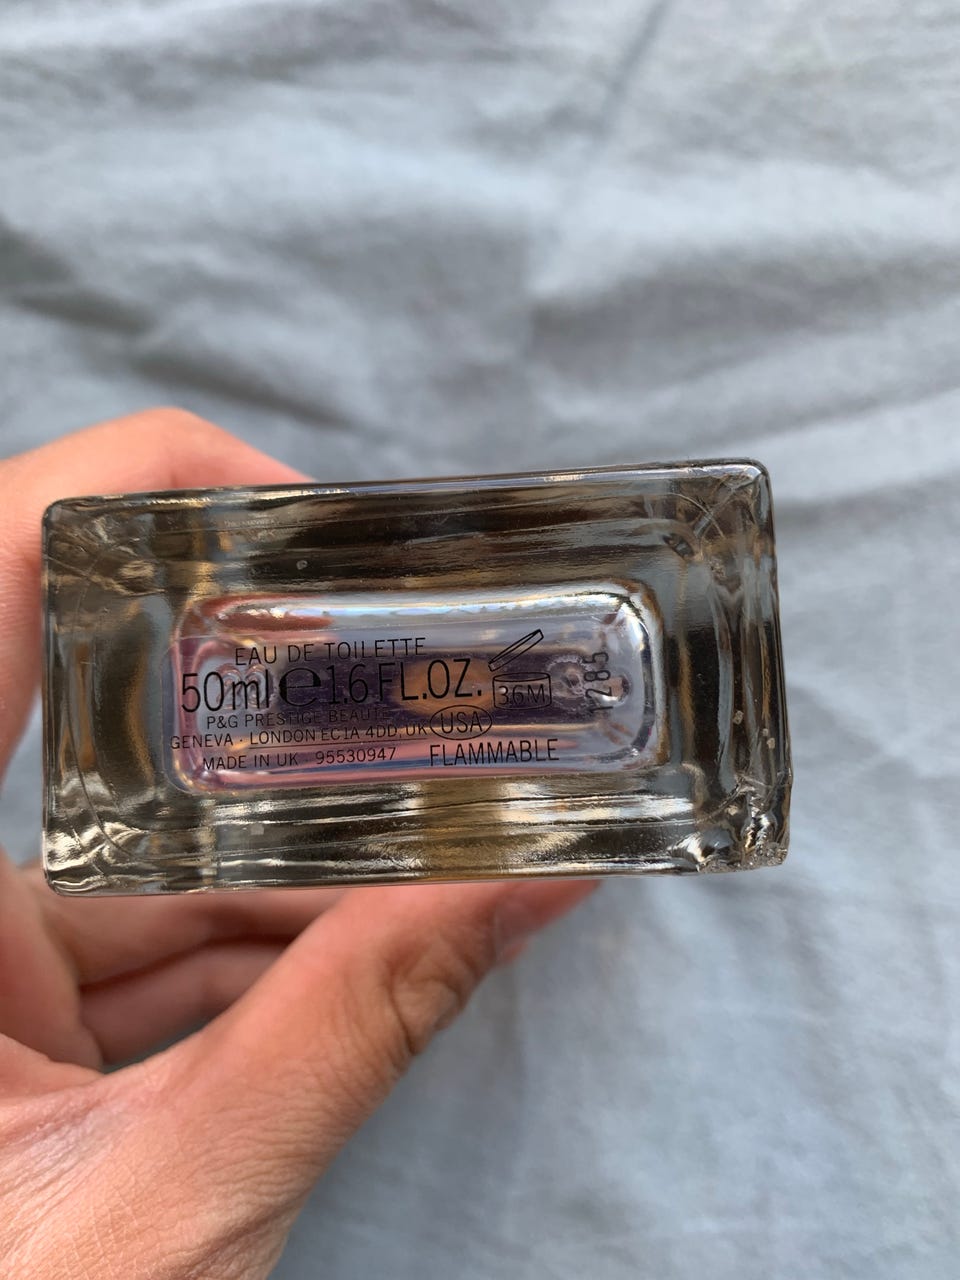 EAU DE TOILETTE
50ml e 1.6 FL.OZ. 36M
P&G PRESTIGE BEAUTE
GENEVA · LONDON EC1A 4DD, UK USA
MADE IN UK · 95530947 FLAMMABLE